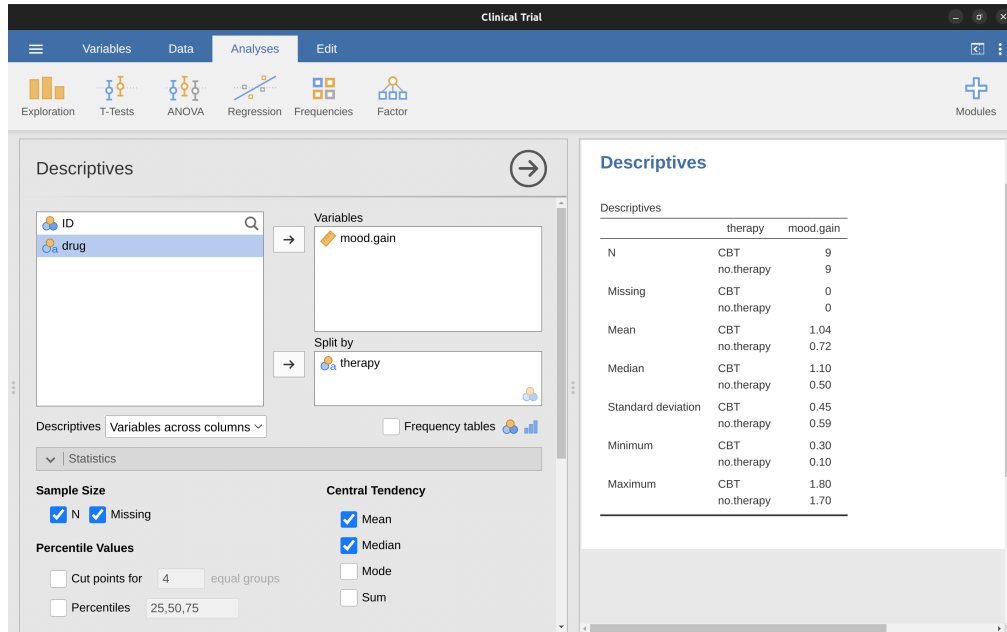 Clinical Trial
Variables Data Analyses Edit
Exploration T-Tests ANOVA Regression Frequencies Factor Modules
Descriptives
ID
a drug
Variables
mood.gain
Split by
a therapy
Descriptives Variables across columns Frequency tables
Statistics
Sample Size
N Missing
Percentile Values
Cut points for 4 equal groups
Percentiles 25,50,75
Central Tendency
Mean
Median
Mode
Sum
Descriptives
Descriptives
therapy mood.gain
N CBT 9
no.therapy 9
Missing CBT 0
no.therapy 0
Mean CBT 1.04
no.therapy 0.72
Median CBT 1.10
no.therapy 0.50
Standard deviation CBT 0.45
no.therapy 0.59
Minimum CBT 0.30
no.therapy 0.10
Maximum CBT 1.80
no.therapy 1.70